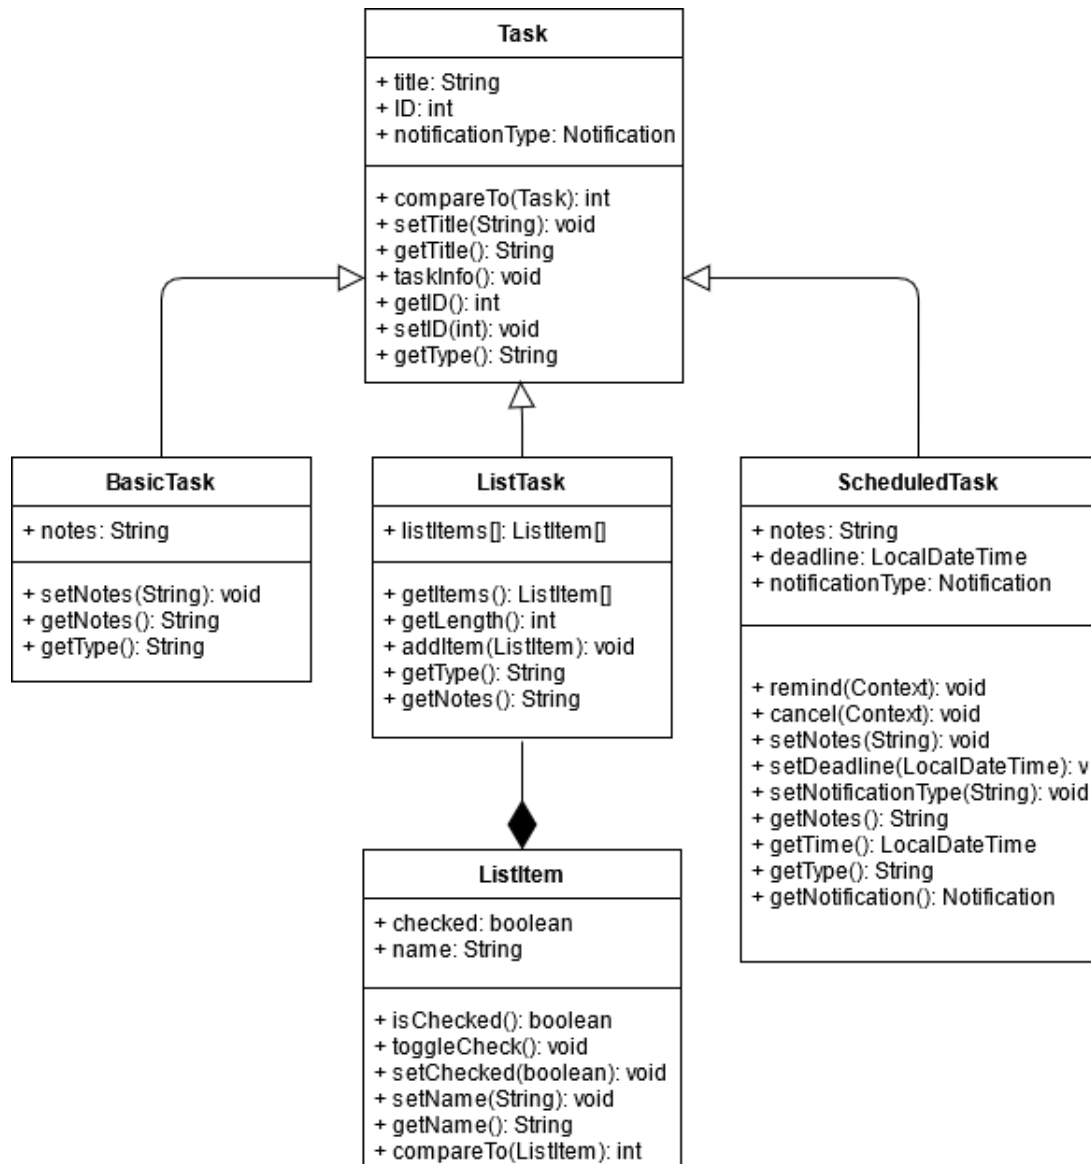 Task
+ title: String
+ ID: int
+ notificationType: Notification
+ compareTo(Task): int
+ setTitle(String): void
+ getTitle(): String
+ taskInfo(): void
+ getID(): int
+ setID(int): void
+ getType(): String
BasicTask
+ notes: String
+ setNotes(String): void
+ getNotes(): String
+ getType(): String
ListTask
+ listItems[]: ListItem[]
+ getItems(): ListItem[]
+ getLength(): int
+ addItem(ListItem): void
+ getType(): String
+ getNotes(): String
ScheduledTask
+ notes: String
+ deadline: LocalDateTime
+ notificationType: Notification
+ remind(Context): void
+ cancel(Context): void
+ setNotes(String): void
+ setDeadline(LocalDateTime): v
+ setNotificationType(String): void
+ getNotes(): String
+ getTime(): LocalDateTime
+ getType(): String
+ getNotification(): Notification
ListItem
+ checked: boolean
+ name: String
+ isChecked(): boolean
+ toggleCheck(): void
+ setChecked(boolean): void
+ setName(String): void
+ getName(): String
+ compareTo(ListItem): int